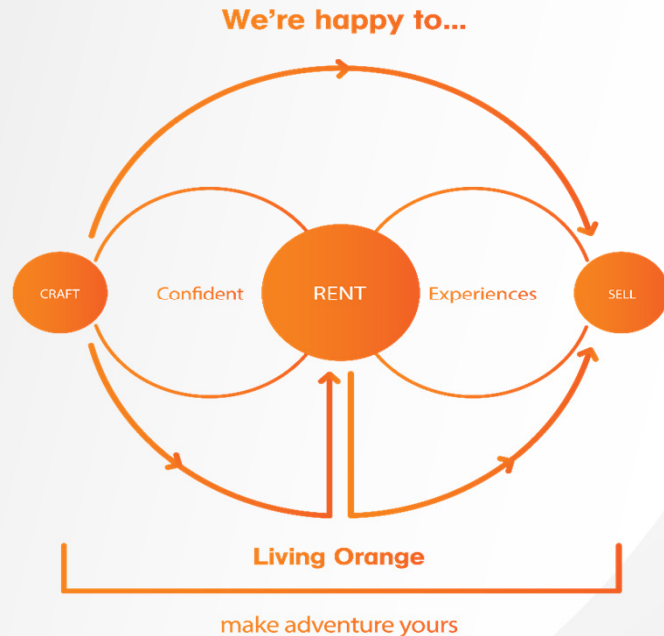 We're happy to...
CRAFT
Confident
RENT
Experiences
SELL
Living Orange
make adventure yours